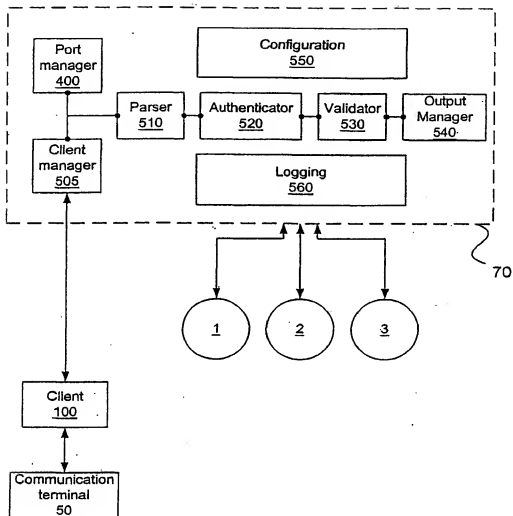 Port
manager
400
Configuration
550
Parser
510
Authenticator
520
Validator
530
Output
Manager
540
Client
manager
505
Logging
560
70
1
2
3
Client
100
Communication
terminal
50